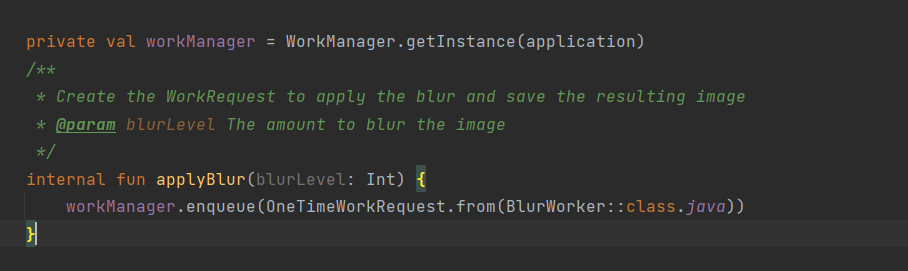 private val workManager = WorkManager.getInstance(application)
/**
 * Create the WorkRequest to apply the blur and save the resulting image
 * @param blurLevel The amount to blur the image
 */
internal fun applyBlur(blurLevel: Int) {
    workManager.enqueue(OneTimeWorkRequest.from(BlurWorker::class.java))
}